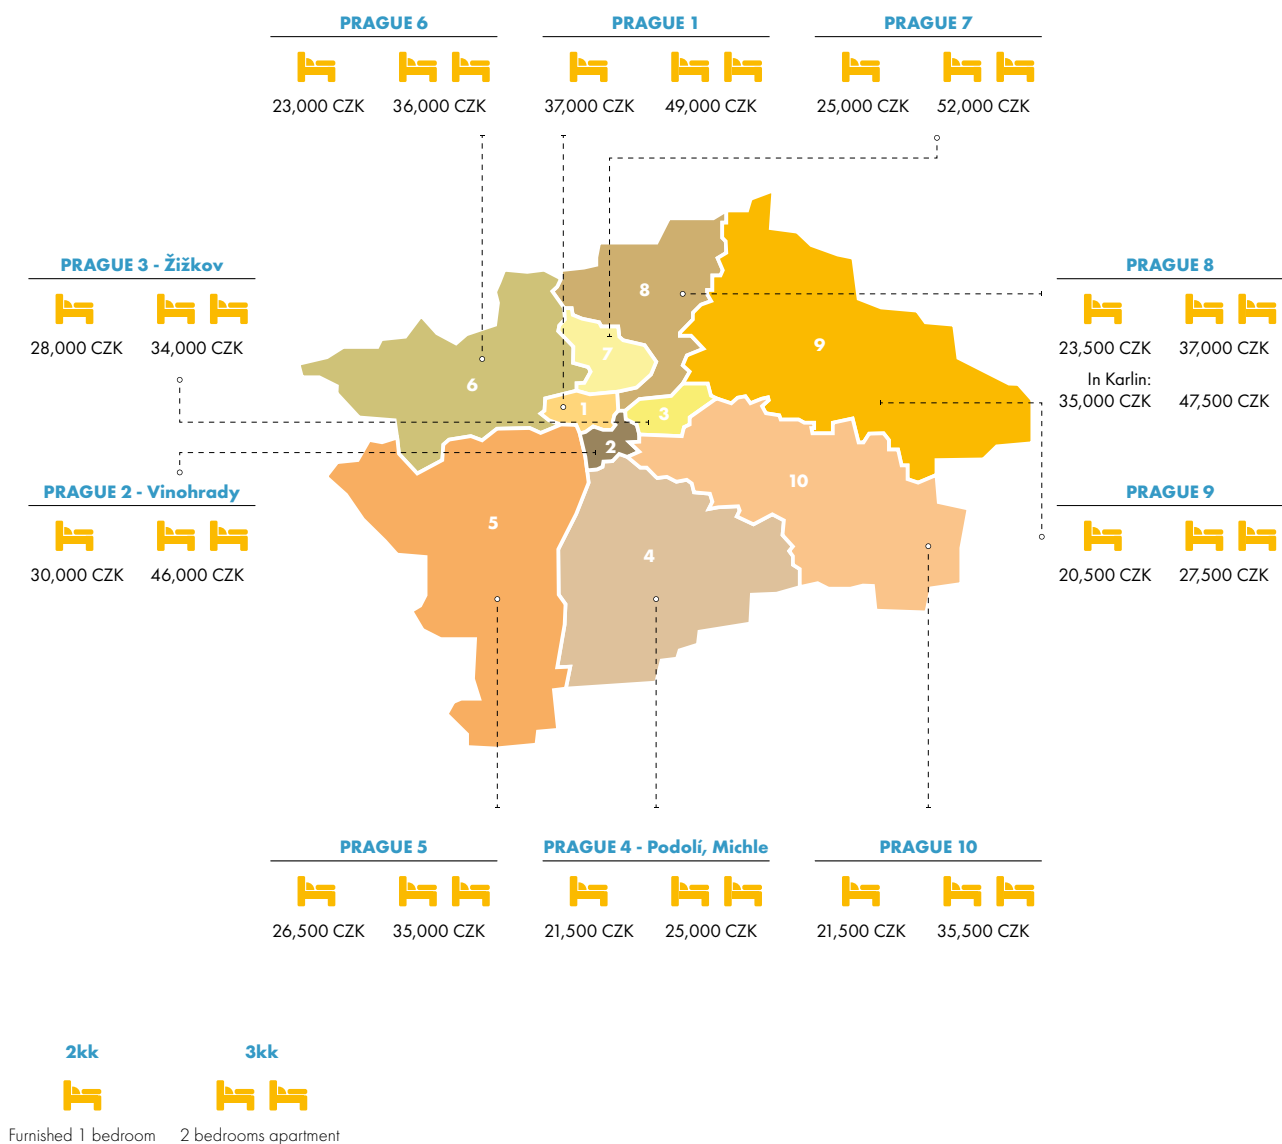 PRAGUE 6
23,000 CZK 36,000 CZK
PRAGUE 1
37,000 CZK 49,000 CZK
PRAGUE 7
25,000 CZK 52,000 CZK
PRAGUE 3 - Žižkov
28,000 CZK 34,000 CZK
PRAGUE 8
23,500 CZK 37,000 CZK
In Karlin:
35,000 CZK 47,500 CZK
PRAGUE 2 - Vinohrady
30,000 CZK 46,000 CZK
PRAGUE 9
20,500 CZK 27,500 CZK
8
9
7
6
1
3
2
10
5
4
PRAGUE 5
26,500 CZK 35,000 CZK
PRAGUE 4 - Podolí, Michle
21,500 CZK 25,000 CZK
PRAGUE 10
21,500 CZK 35,500 CZK
2kk
Furnished 1 bedroom
3kk
2 bedrooms apartment